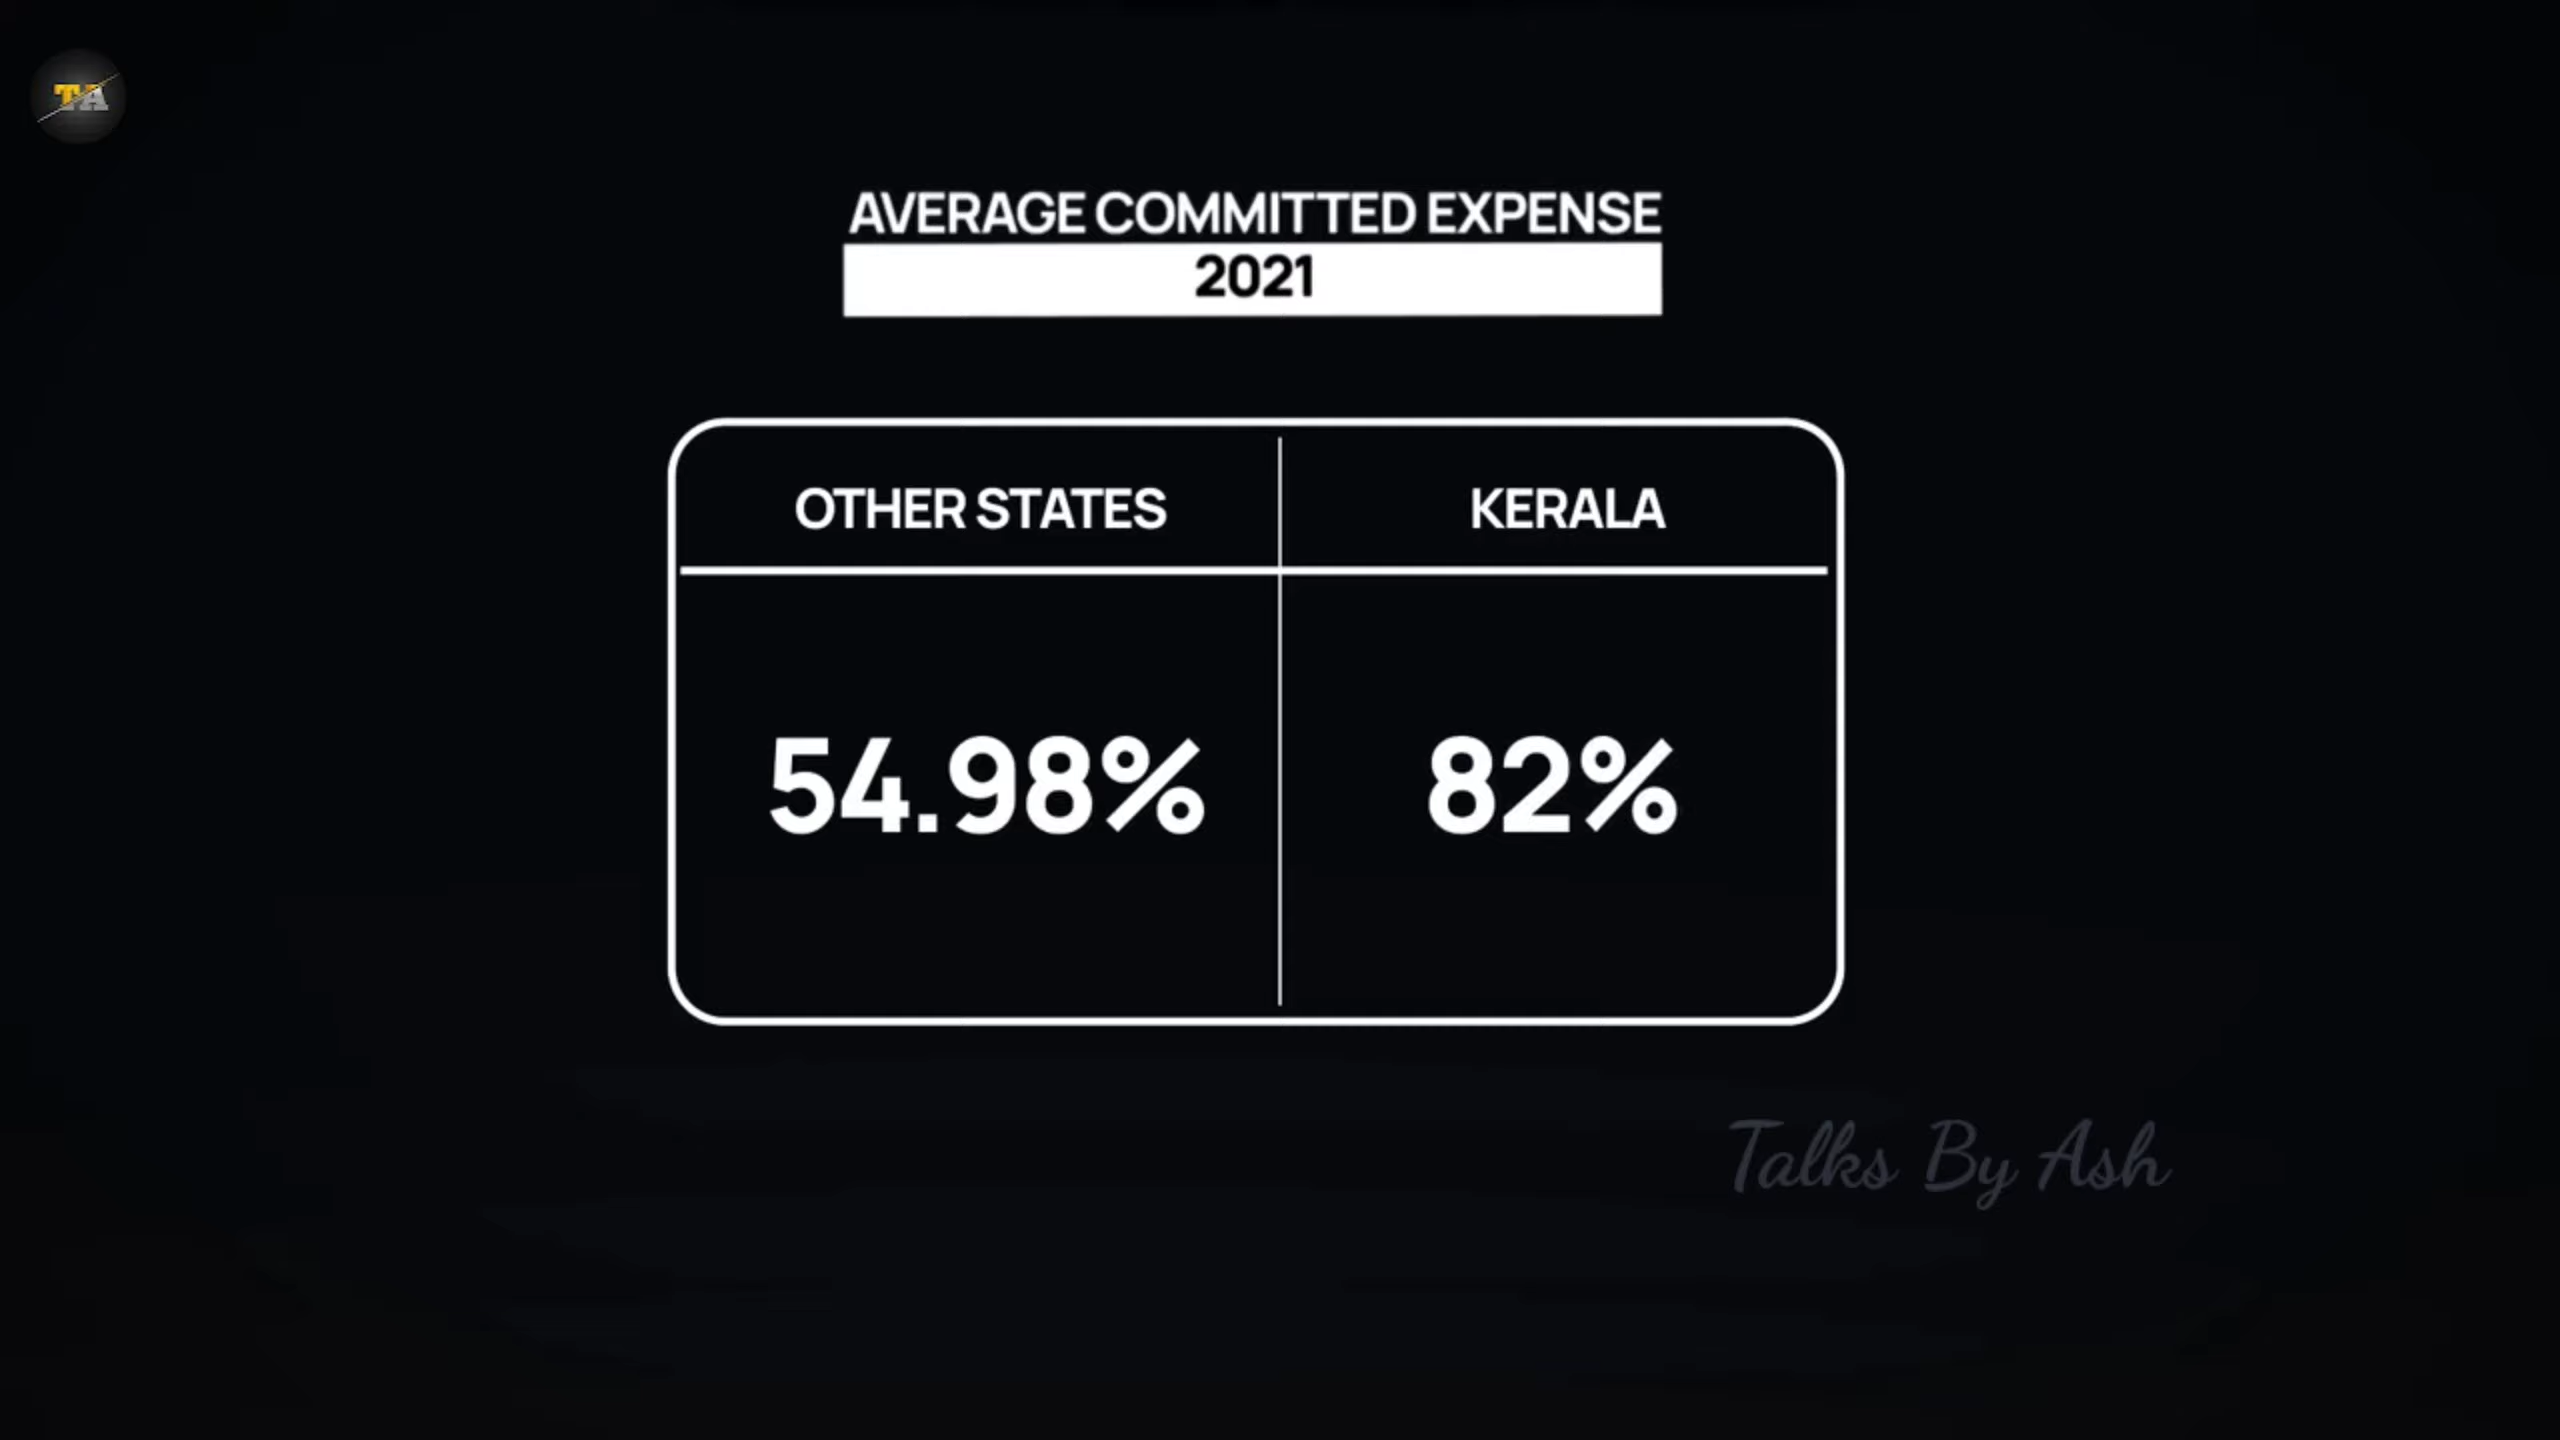 TA
AVERAGE COMMITTED EXPENSE
2021
OTHER STATES
KERALA
54.98%
82%
Talks By Ash